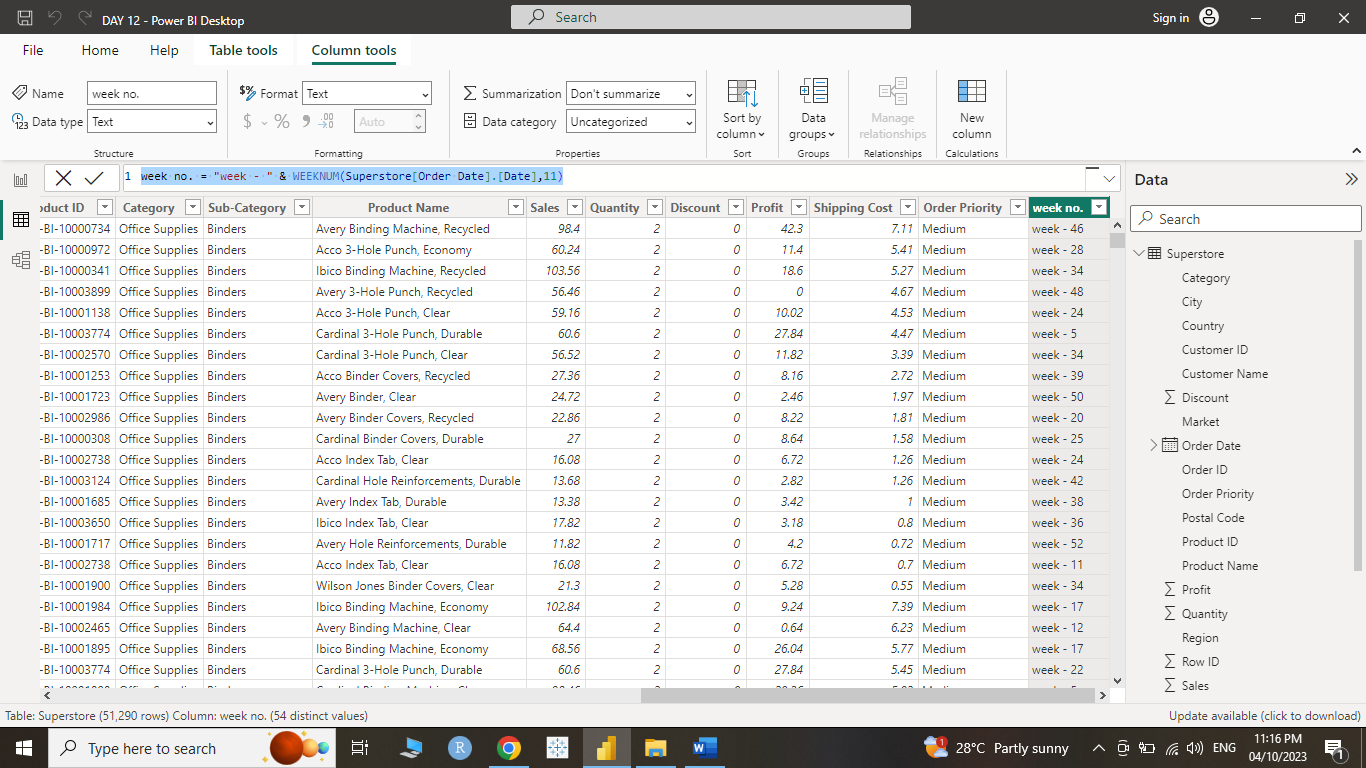 DAY 12 - Power BI Desktop
Search
Sign in
File Home Help Table tools Column tools
Name week no. $% Format Text Summarization Don't summarize Sort by column Data groups Manage relationships New column
Data type Text $ % Auto Data category Uncategorized
Structure Formatting Properties Sort Groups Relationships Calculations
1 week no. = "week - " & WEEKNUM(Superstore[Order Date].[Date],11)
oduct ID Category Sub-Category Product Name Sales Quantity Discount Profit Shipping Cost Order Priority week no.
-BI-10000734 Office Supplies Binders Avery Binding Machine, Recycled 98.4 2 0 42.3 7.11 Medium week - 46
-BI-10000972 Office Supplies Binders Acco 3-Hole Punch, Economy 60.24 2 0 11.4 5.41 Medium week - 28
-BI-10000341 Office Supplies Binders Ibico Binding Machine, Recycled 103.56 2 0 18.6 5.27 Medium week - 34
-BI-10003899 Office Supplies Binders Avery 3-Hole Punch, Recycled 56.46 2 0 0 4.67 Medium week - 48
-BI-10001138 Office Supplies Binders Acco 3-Hole Punch, Clear 59.16 2 0 10.02 4.53 Medium week - 24
-BI-10003774 Office Supplies Binders Cardinal 3-Hole Punch, Durable 60.6 2 0 27.84 4.47 Medium week - 5
-BI-10002570 Office Supplies Binders Cardinal 3-Hole Punch, Clear 56.52 2 0 11.82 3.39 Medium week - 34
-BI-10001253 Office Supplies Binders Acco Binder Covers, Recycled 27.36 2 0 8.16 2.72 Medium week - 39
-BI-10001723 Office Supplies Binders Avery Binder, Clear 24.72 2 0 2.46 1.97 Medium week - 50
-BI-10002986 Office Supplies Binders Avery Binder Covers, Recycled 22.86 2 0 8.22 1.81 Medium week - 20
-BI-10000308 Office Supplies Binders Cardinal Binder Covers, Durable 27 2 0 8.64 1.58 Medium week - 25
-BI-10002738 Office Supplies Binders Acco Index Tab, Clear 16.08 2 0 6.72 1.26 Medium week - 24
-BI-10003124 Office Supplies Binders Cardinal Hole Reinforcements, Durable 13.68 2 0 2.82 1.26 Medium week - 42
-BI-10001685 Office Supplies Binders Avery Index Tab, Durable 13.38 2 0 3.42 1 Medium week - 38
-BI-10003650 Office Supplies Binders Ibico Index Tab, Clear 17.82 2 0 3.18 0.8 Medium week - 36
-BI-10001717 Office Supplies Binders Avery Hole Reinforcements, Durable 11.82 2 0 4.2 0.72 Medium week - 52
-BI-10002738 Office Supplies Binders Acco Index Tab, Clear 16.08 2 0 6.72 0.7 Medium week - 11
-BI-10001900 Office Supplies Binders Wilson Jones Binder Covers, Clear 21.3 2 0 5.28 0.55 Medium week - 34
-BI-10001984 Office Supplies Binders Ibico Binding Machine, Economy 102.84 2 0 9.24 7.39 Medium week - 17
-BI-10002465 Office Supplies Binders Avery Binding Machine, Clear 64.4 2 0 0.64 6.23 Medium week - 12
-BI-10001895 Office Supplies Binders Ibico Binding Machine, Economy 68.56 2 0 26.04 5.77 Medium week - 17
-BI-10003774 Office Supplies Binders Cardinal 3-Hole Punch, Durable 60.6 2 0 27.84 5.45 Medium week - 22
Data
Search
Superstore
Category
City
Country
Customer ID
Customer Name
Discount
Market
Order Date
Order ID
Order Priority
Postal Code
Product ID
Product Name
Profit
Quantity
Region
Row ID
Sales
Table: Superstore (51,290 rows) Column: week no. (54 distinct values)
Update available (click to download)
Type here to search
R
W
1
28°C Partly sunny
ENG
11:16 PM
04/10/2023
1